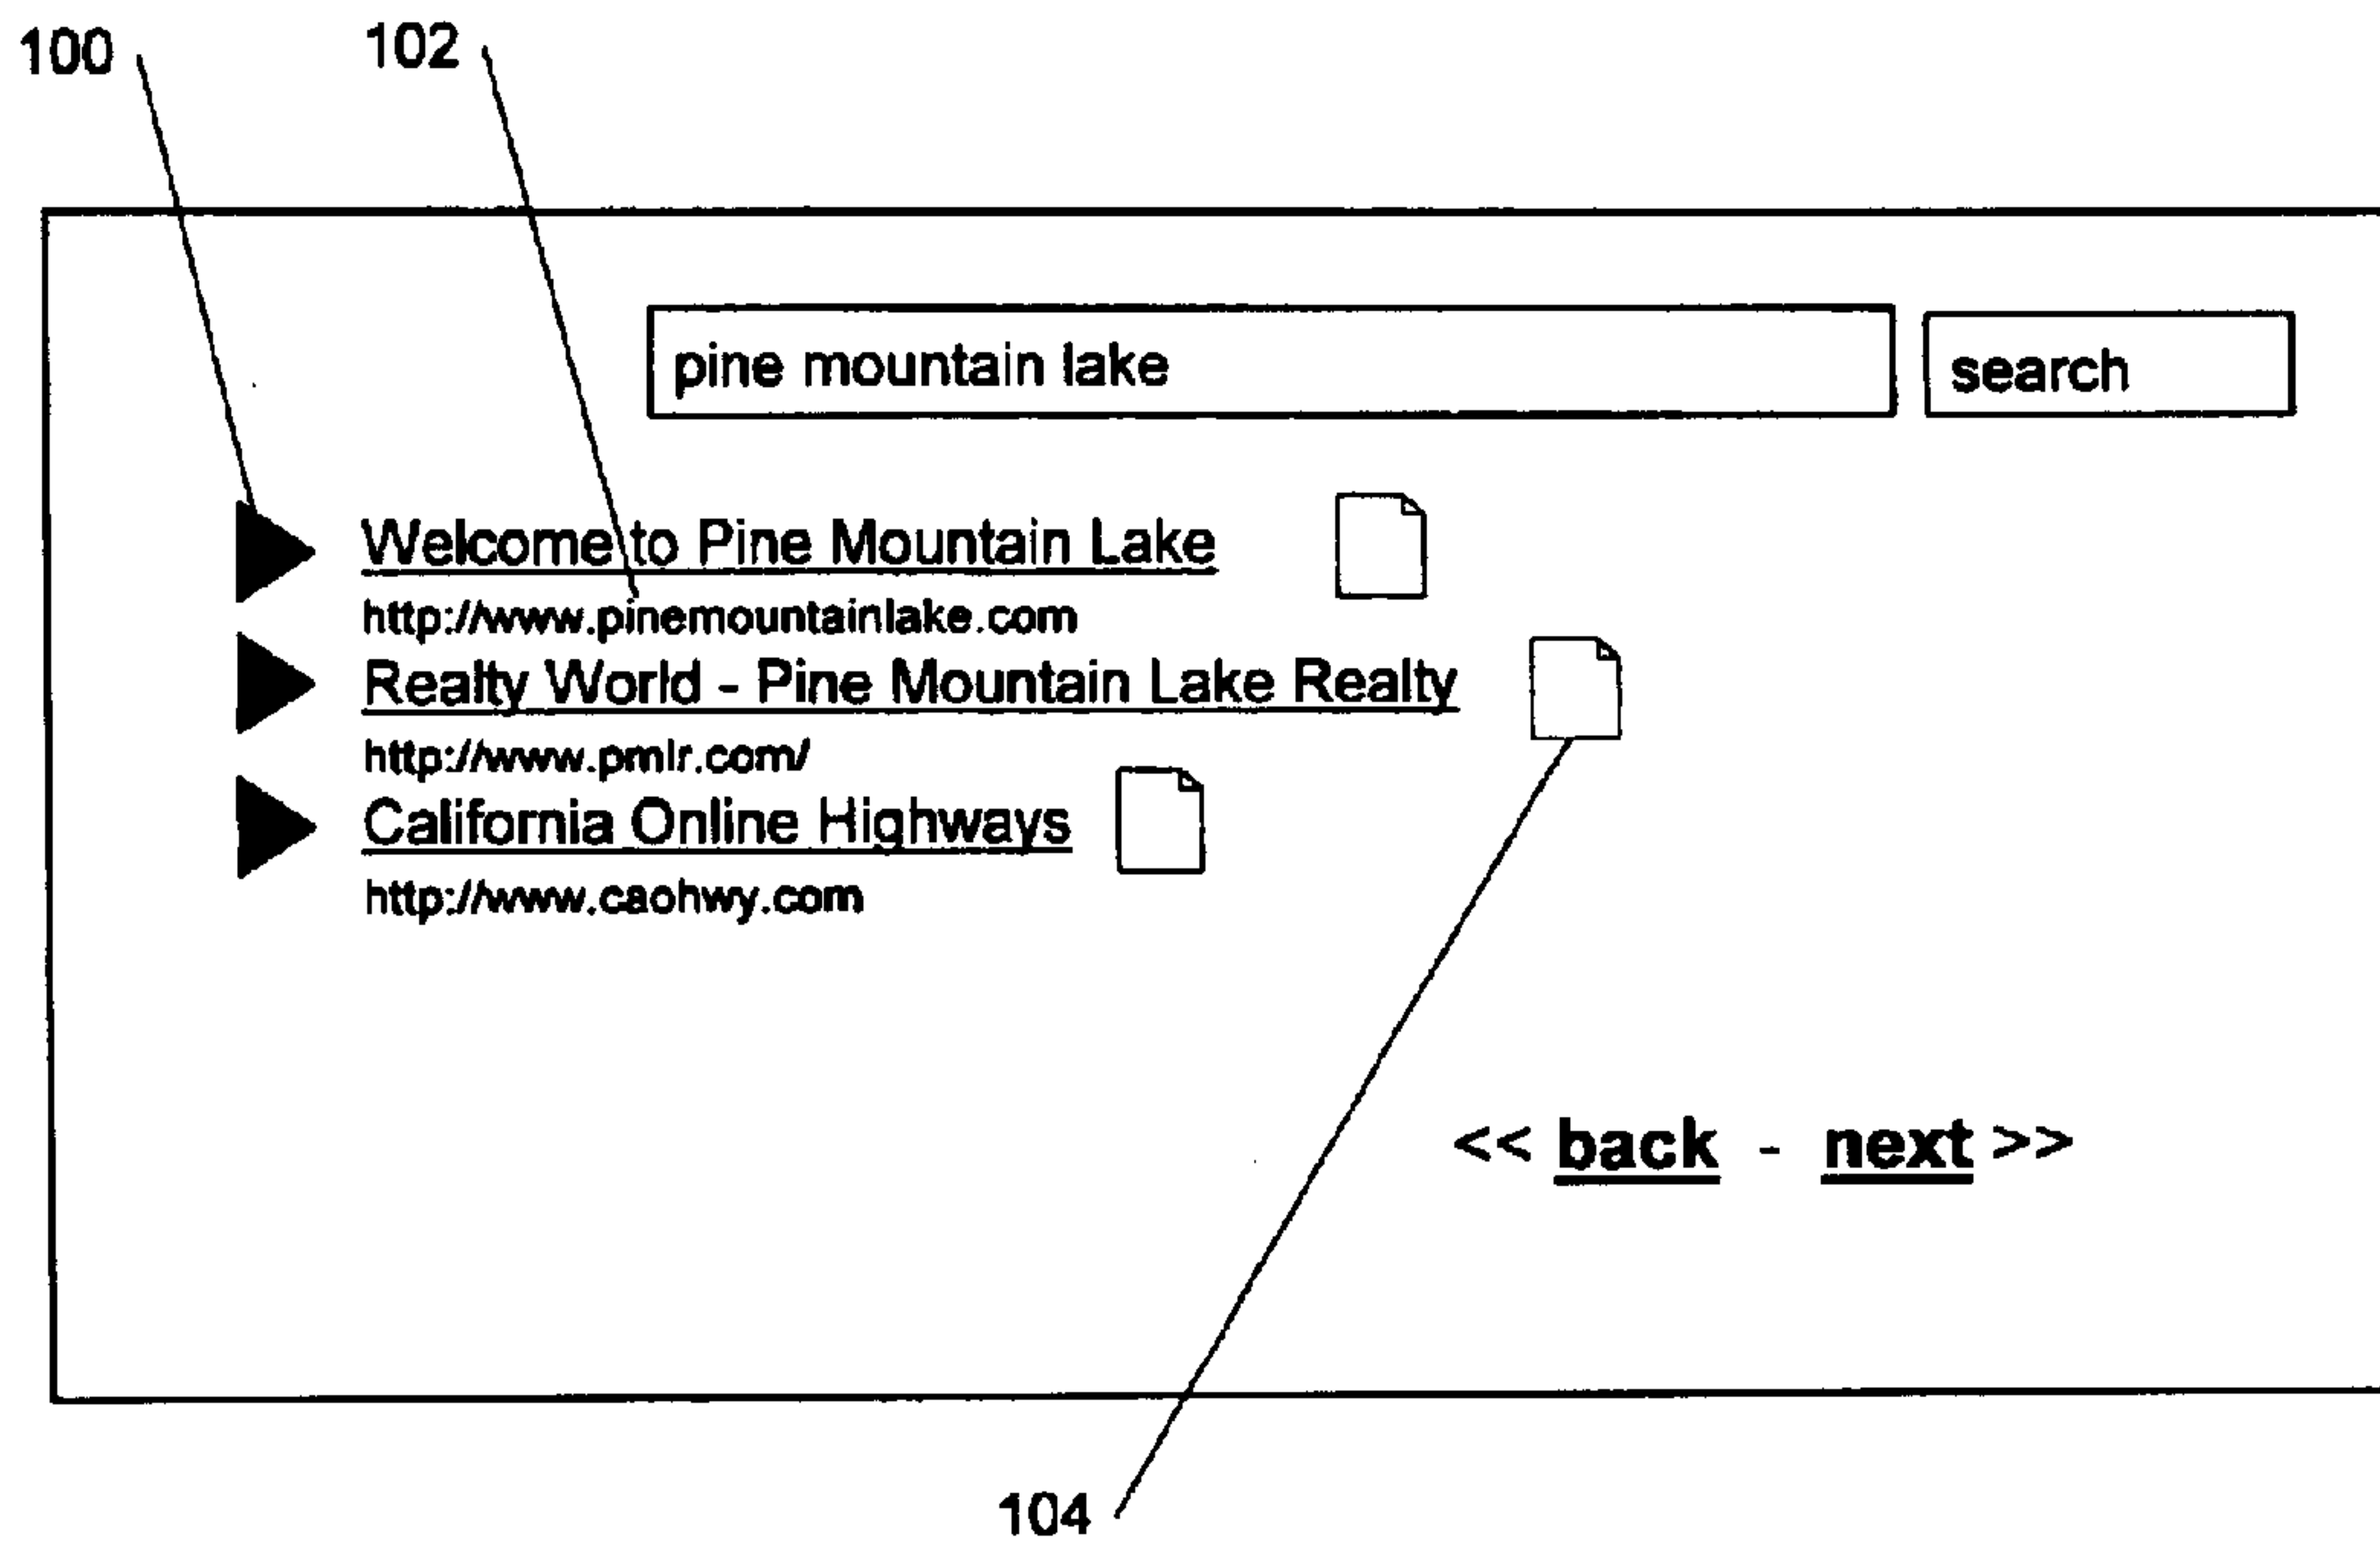 100 102
pine mountain lake search
Welcome to Pine Mountain Lake
http://www.pinemountainlake.com
Realty World - Pine Mountain Lake Realty
http://www.pmlr.com/
California Online Highways
http://www.caohwy.com
<< back - next >>
104